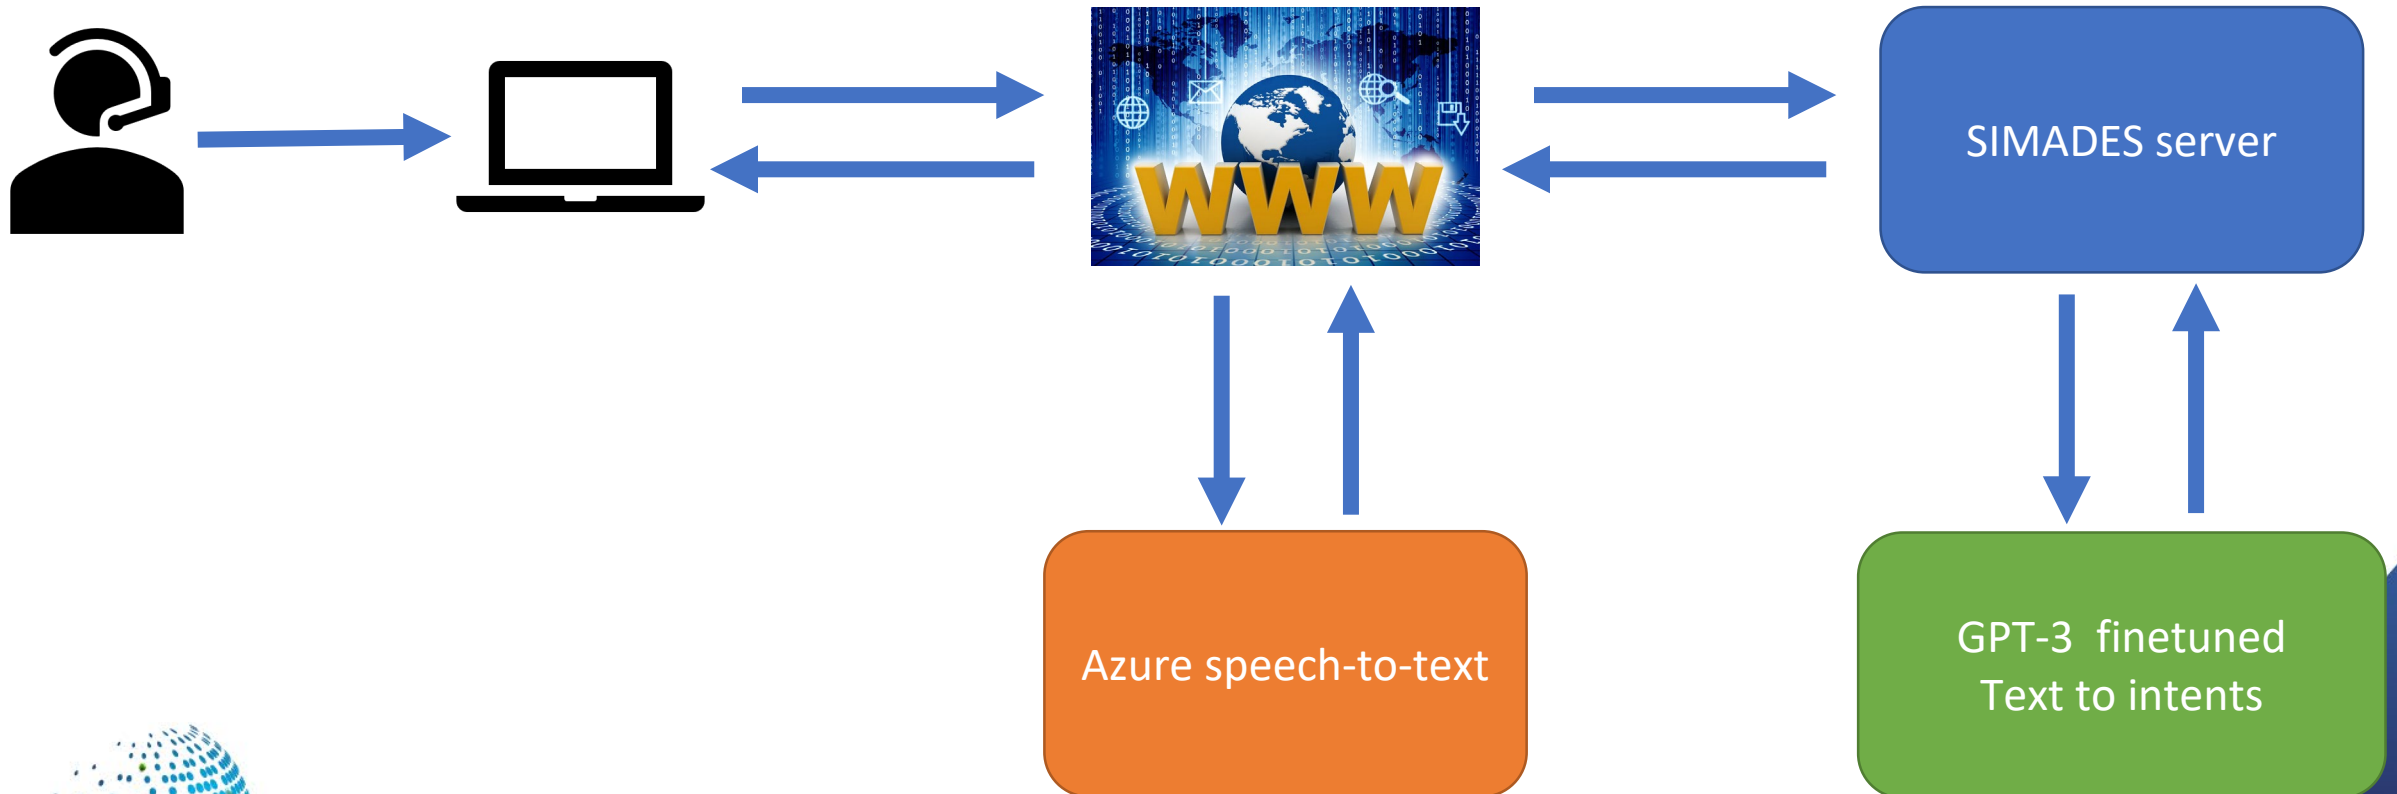 WWW
SIMADES server
Azure speech-to-text
GPT-3 finetuned
Text to intents